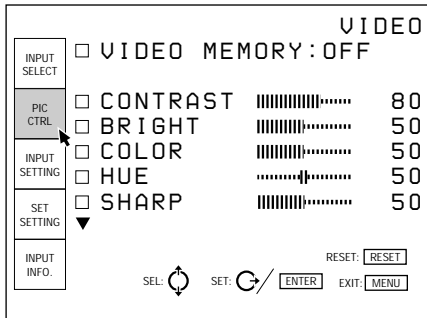 VIDEO
INPUT
SELECT
VIDEO MEMORY:OFF
PIC
CTRL
CONTRAST 80
BRIGHT 50
INPUT
SETTING
COLOR 50
HUE 50
SET
SETTING
SHARP 50
INPUT
INFO.
RESET: RESET
SEL: SET: / ENTER EXIT: MENU